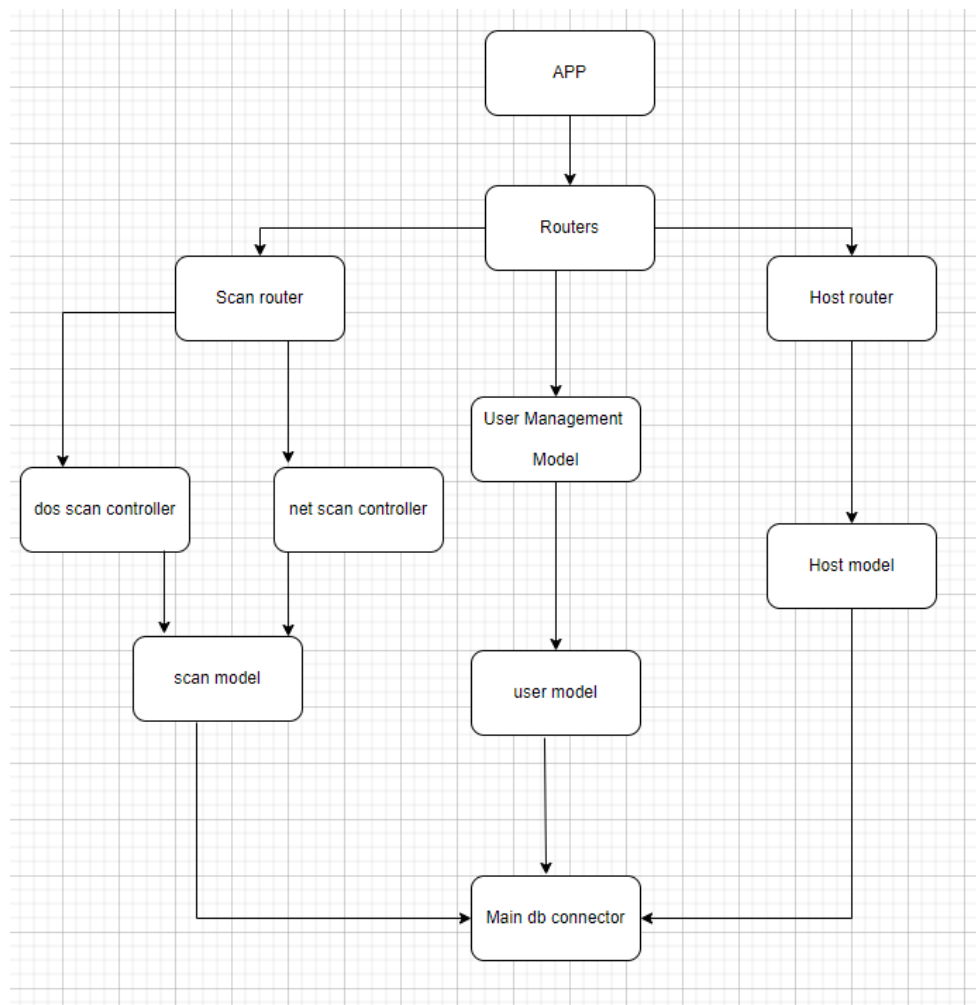 APP
Routers
Scan router
Host router
User Management
Model
dos scan controller
net scan controller
Host model
scan model
user model
Main db connector